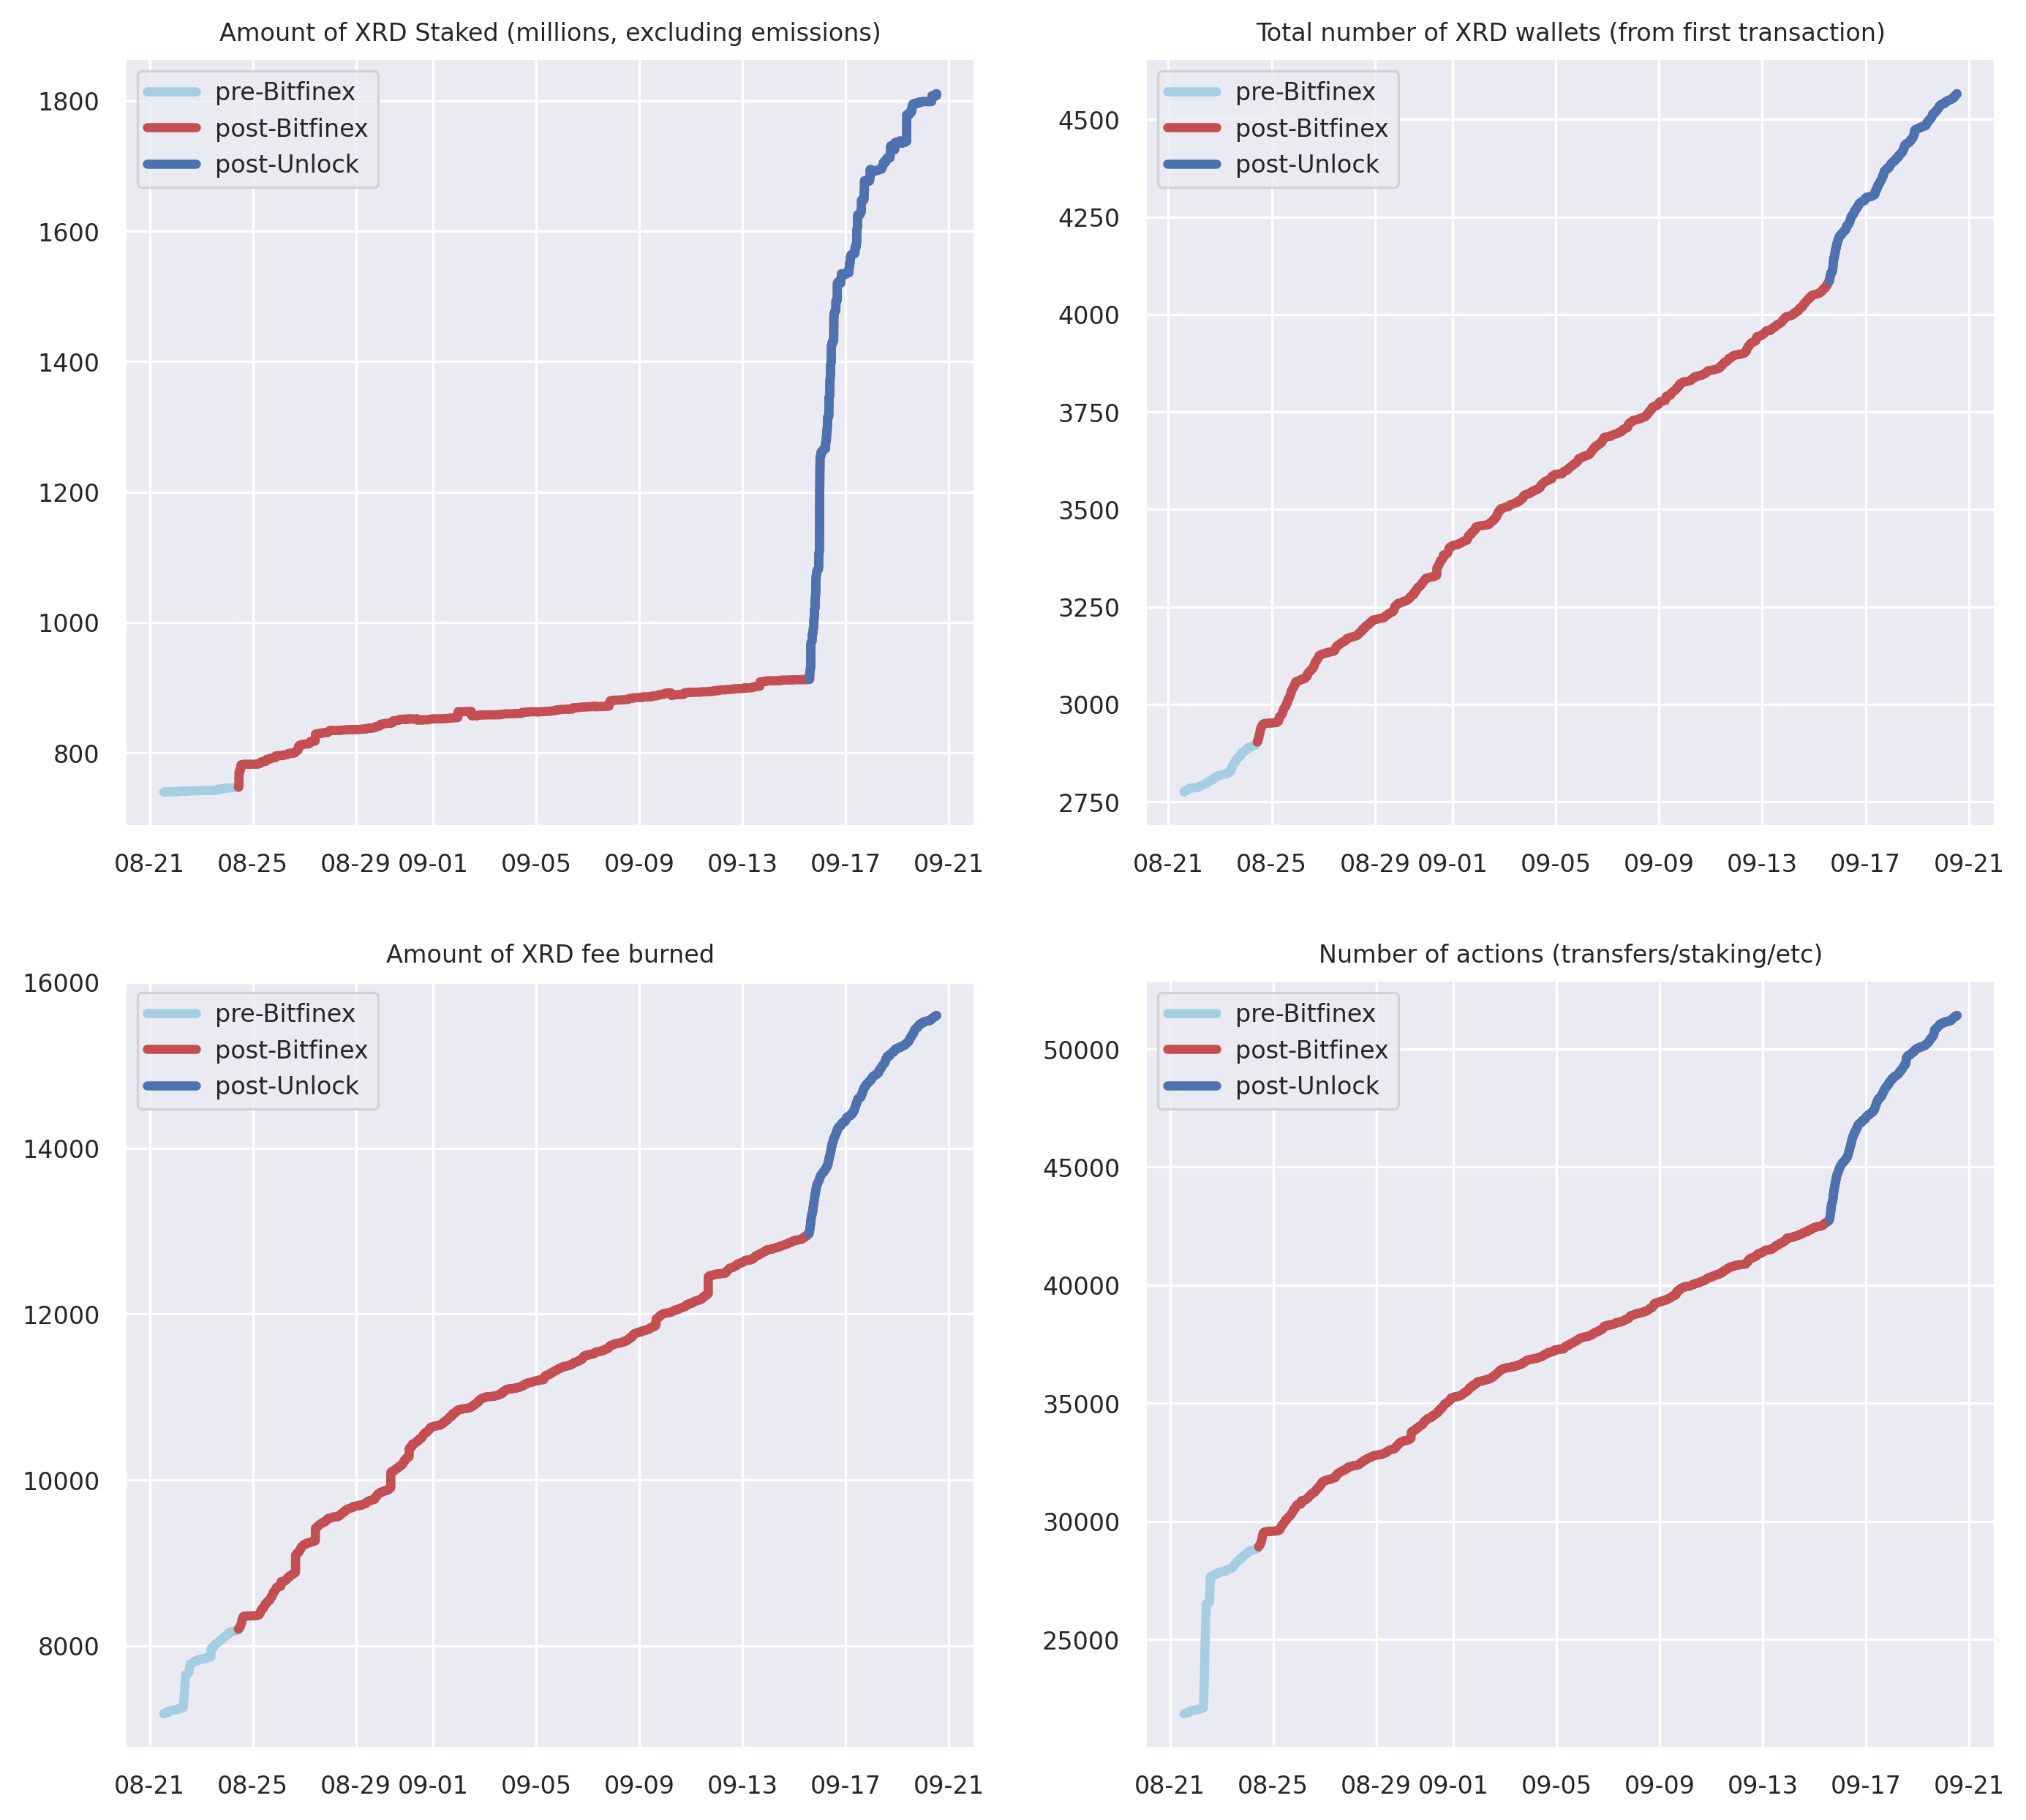 Amount of XRD Staked (millions, excluding emissions)
pre-Bitfinex
post-Bitfinex
post-Unlock
1800
1600
1400
1200
1000
800
08-21 08-25 08-29 09-01 09-05 09-09 09-13 09-17 09-21
Total number of XRD wallets (from first transaction)
pre-Bitfinex
post-Bitfinex
post-Unlock
4500
4250
4000
3750
3500
3250
3000
2750
08-21 08-25 08-29 09-01 09-05 09-09 09-13 09-17 09-21
Amount of XRD fee burned
pre-Bitfinex
post-Bitfinex
post-Unlock
16000
14000
12000
10000
8000
08-21 08-25 08-29 09-01 09-05 09-09 09-13 09-17 09-21
Number of actions (transfers/staking/etc)
pre-Bitfinex
post-Bitfinex
post-Unlock
50000
45000
40000
35000
30000
25000
08-21 08-25 08-29 09-01 09-05 09-09 09-13 09-17 09-21